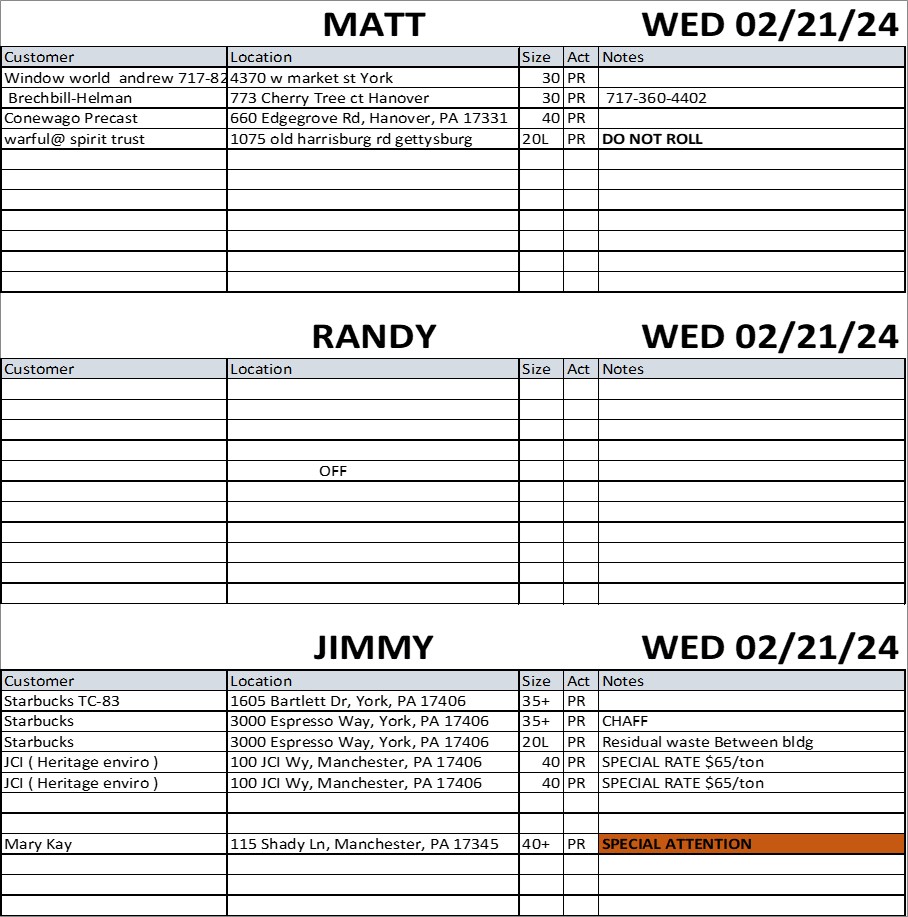 MATT WED 02/21/24
Customer Location Size Act Notes
Window world andrew 717-82 4370 w market st York 30 PR
Brechbill-Helman 773 Cherry Tree ct Hanover 30 PR 717-360-4402
Conewago Precast 660 Edgegrove Rd, Hanover, PA 17331 40 PR
warful@ spirit trust 1075 old harrisburg rd gettysburg 20L PR DO NOT ROLL
RANDY WED 02/21/24
Customer Location Size Act Notes
OFF
JIMMY WED 02/21/24
Customer Location Size Act Notes
Starbucks TC-83 1605 Bartlett Dr, York, PA 17406 35+ PR
Starbucks 3000 Espresso Way, York, PA 17406 35+ PR CHAFF
Starbucks 3000 Espresso Way, York, PA 17406 20L PR Residual waste Between bldg
JCI ( Heritage enviro ) 100 JCI Wy, Manchester, PA 17406 40 PR SPECIAL RATE $65/ton
JCI ( Heritage enviro ) 100 JCI Wy, Manchester, PA 17406 40 PR SPECIAL RATE $65/ton
Mary Kay 115 Shady Ln, Manchester, PA 17345 40+ PR SPECIAL ATTENTION